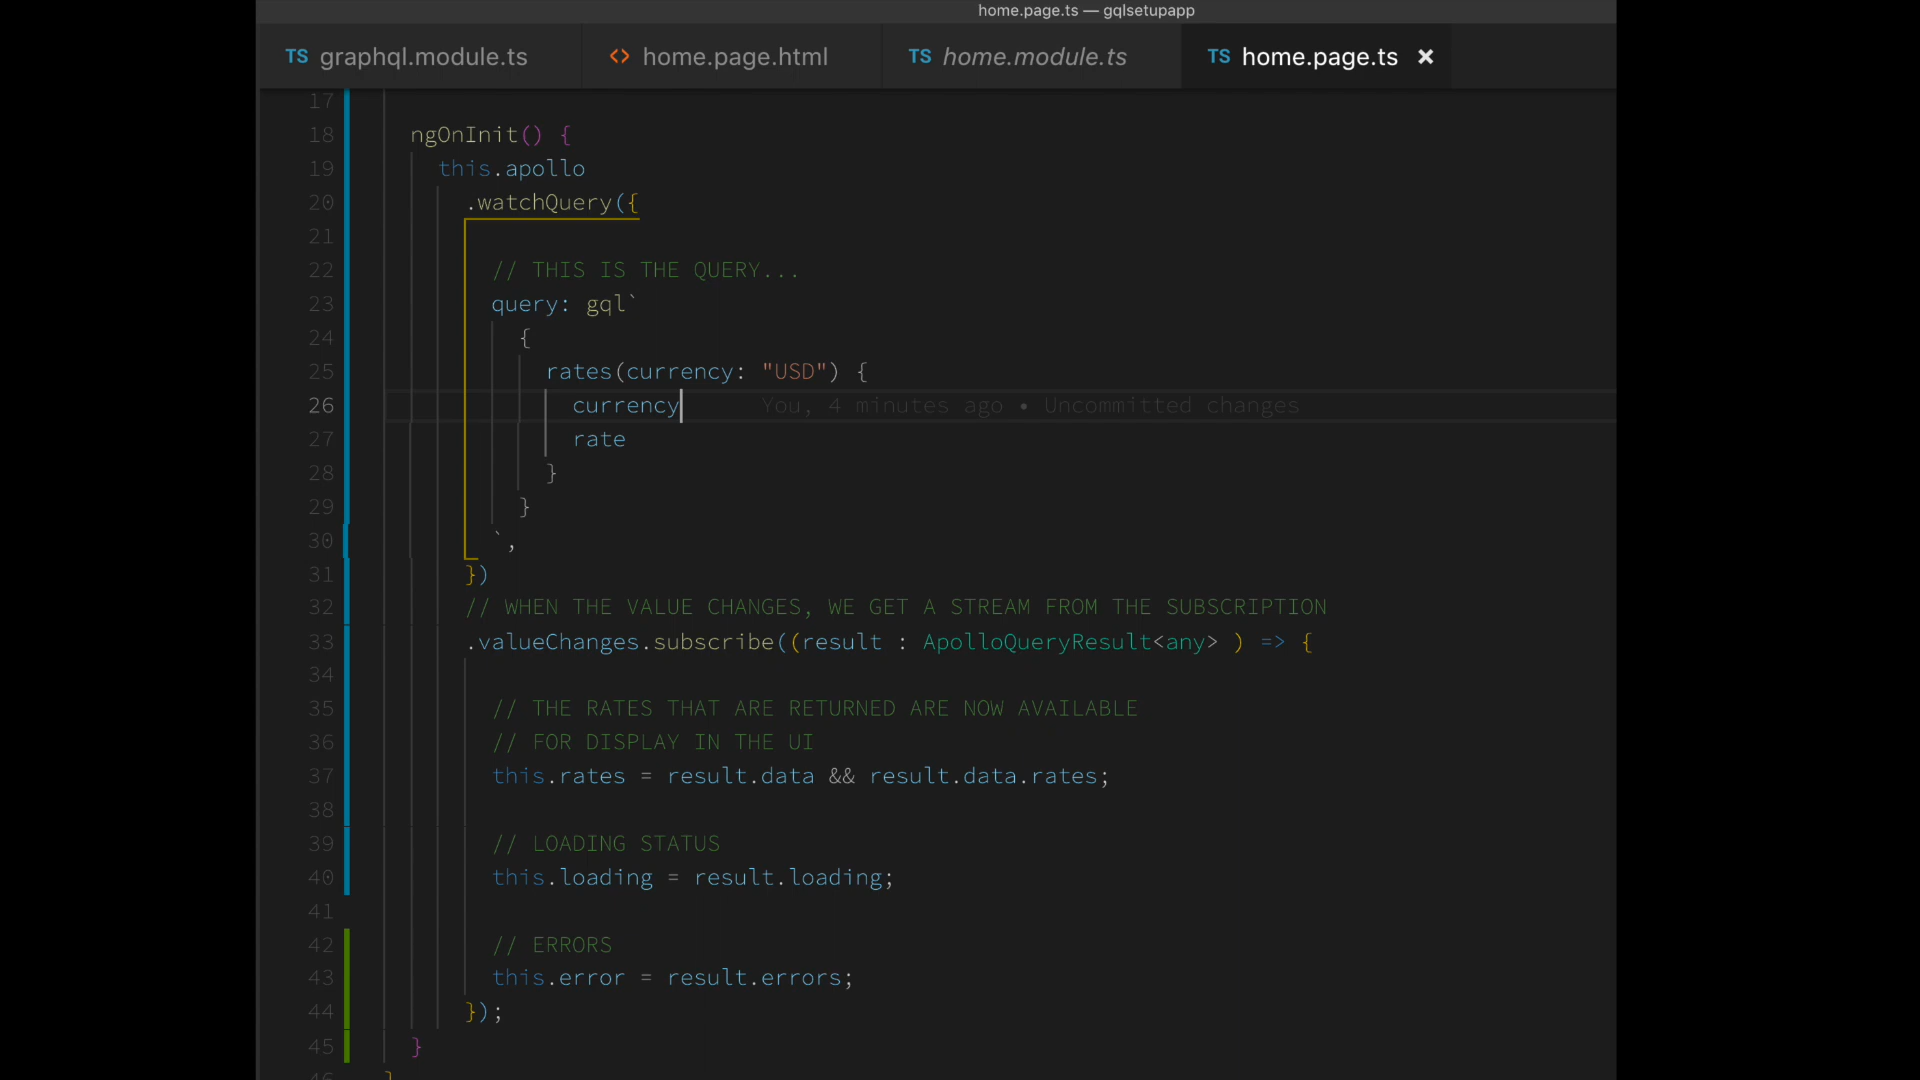 home.page.ts — gqlsetupapp
TS graphql.module.ts <> home.page.html TS home.module.ts TS home.page.ts ×
17
18 ngOnInit() {
19 this.apollo
20 .watchQuery({
21
22 // THIS IS THE QUERY...
23 query: gql`
24 {
25 rates(currency: "USD") {
26 currency You, 4 minutes ago • Uncommitted changes
27 rate
28 }
29 }
30 `,
31 })
32 // WHEN THE VALUE CHANGES, WE GET A STREAM FROM THE SUBSCRIPTION
33 .valueChanges.subscribe((result : ApolloQueryResult<any> ) => {
34
35 // THE RATES THAT ARE RETURNED ARE NOW AVAILABLE
36 // FOR DISPLAY IN THE UI
37 this.rates = result.data && result.data.rates;
38
39 // LOADING STATUS
40 this.loading = result.loading;
41
42 // ERRORS
43 this.error = result.errors;
44 });
45 }
46 }